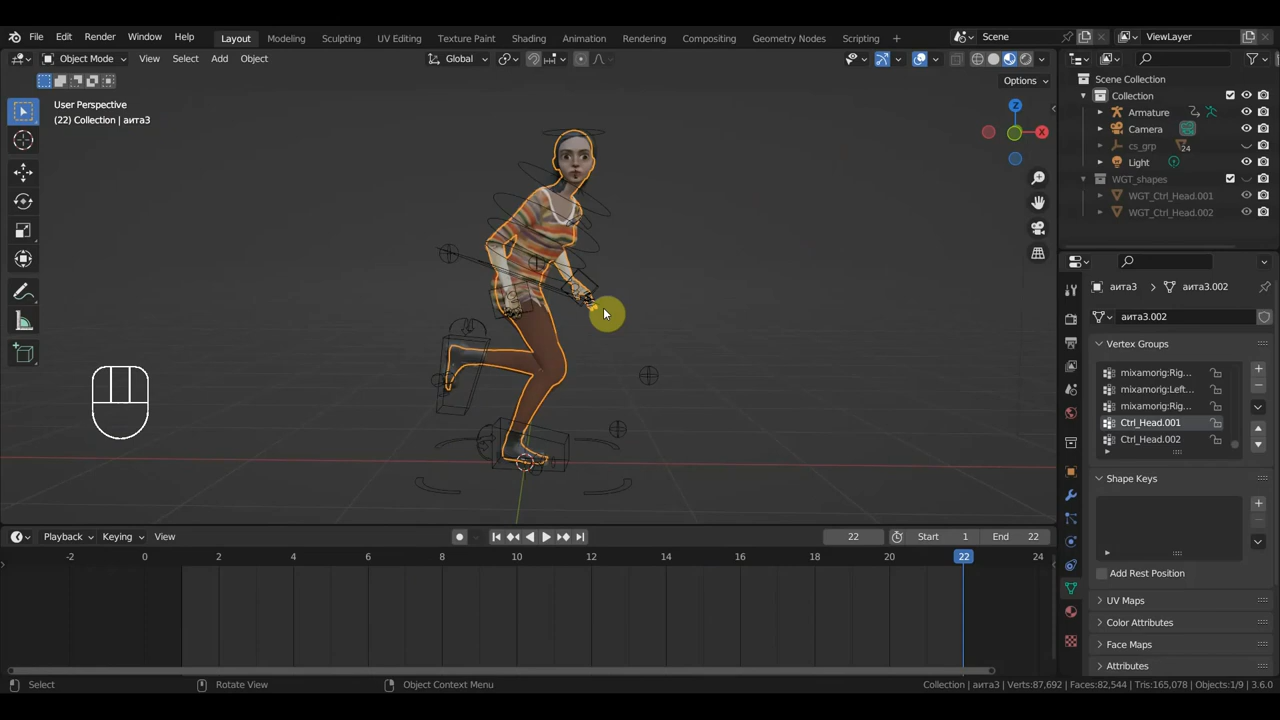 File Edit Render Window Help Layout Modeling Sculpting UV Editing Texture Paint Shading Animation Rendering Compositing Geometry Nodes Scripting + Scene ViewLayer
Object Mode View Select Add Object Global
Options
User Perspective
(22) Collection | аита3
Z
X
Scene Collection
Collection
Armature
Camera
cs_grp 24
Light
WGT_shapes
WGT_Ctrl_Head.001
WGT_Ctrl_Head.002
аита3 > аита3.002
аита3.002
Vertex Groups
mixamorig:Rig...
mixamorig:Left...
mixamorig:Rig...
Ctrl_Head.001
Ctrl_Head.002
Shape Keys
Add Rest Position
UV Maps
Color Attributes
Face Maps
Attributes
Playback Keying View 22 Start 1 End 22
-2 0 2 4 6 8 10 12 14 16 18 20 22 24
Select Rotate View Object Context Menu Collection | аита3 | Verts:87,692 | Faces:82,544 | Tris:165,078 | Objects:1/9 | 3.6.0